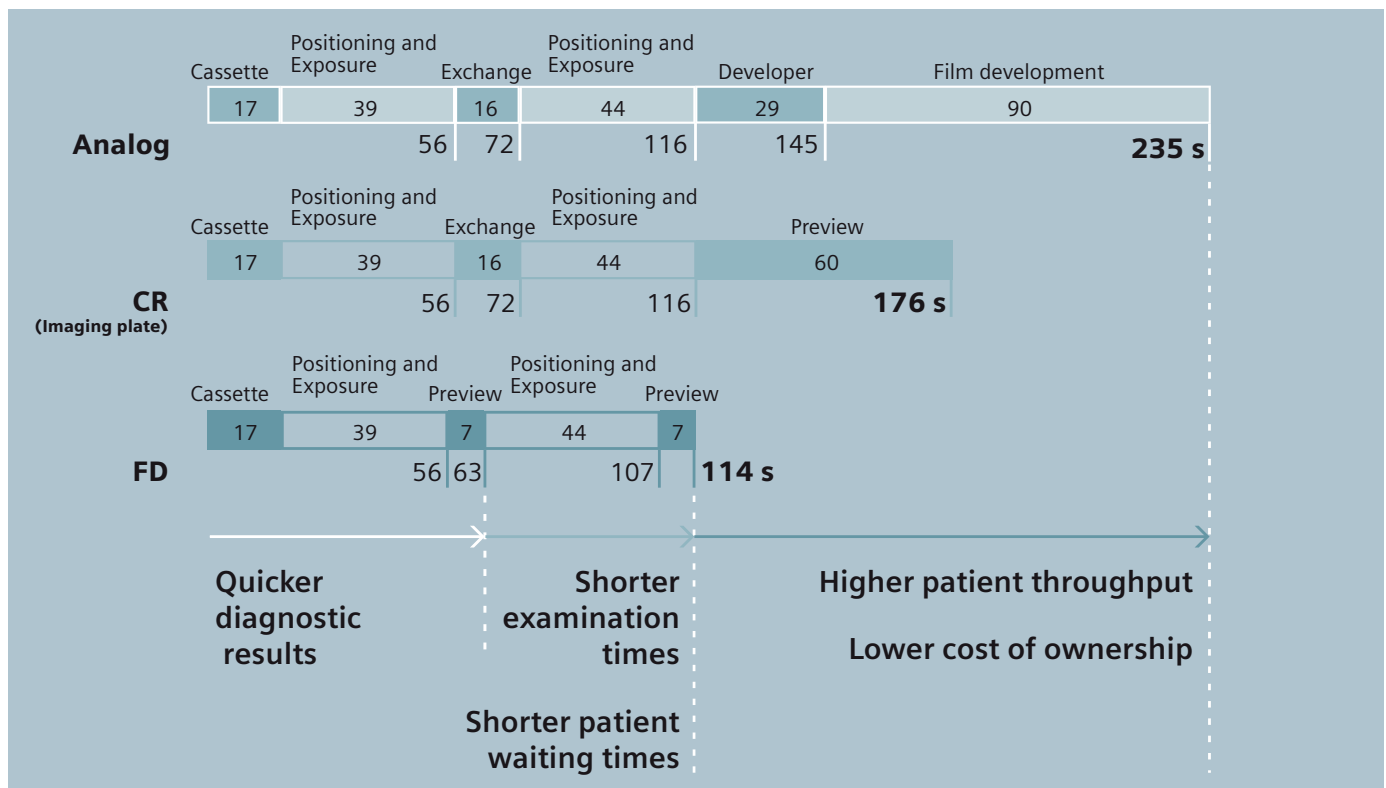 Positioning and Positioning and
Cassette Exposure Exchange Exposure Developer Film development
17 39 16 44 29 90
Analog 56 72 116 145 235 s
Positioning and Positioning and
Cassette Exposure Exchange Exposure Preview
17 39 16 44 60
CR 56 72 116 176 s
(Imaging plate)
Positioning and Positioning and
Cassette Exposure Preview Exposure Preview
17 39 7 44 7
FD 56 63 107 114 s
Quicker
diagnostic
results
Shorter
examination
times
Shorter patient
waiting times
Higher patient throughput
Lower cost of ownership